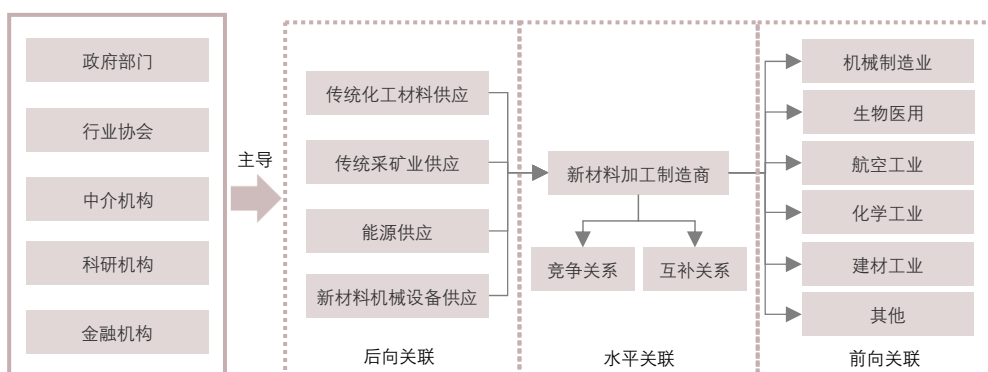 政府部门
行业协会
中介机构
科研机构
金融机构
主导
传统化工材料供应
传统采矿业供应
能源供应
新材料机械设备供应
后向关联
新材料加工制造商
竞争关系
互补关系
水平关联
机械制造业
生物医用
航空工业
化学工业
建材工业
其他
前向关联